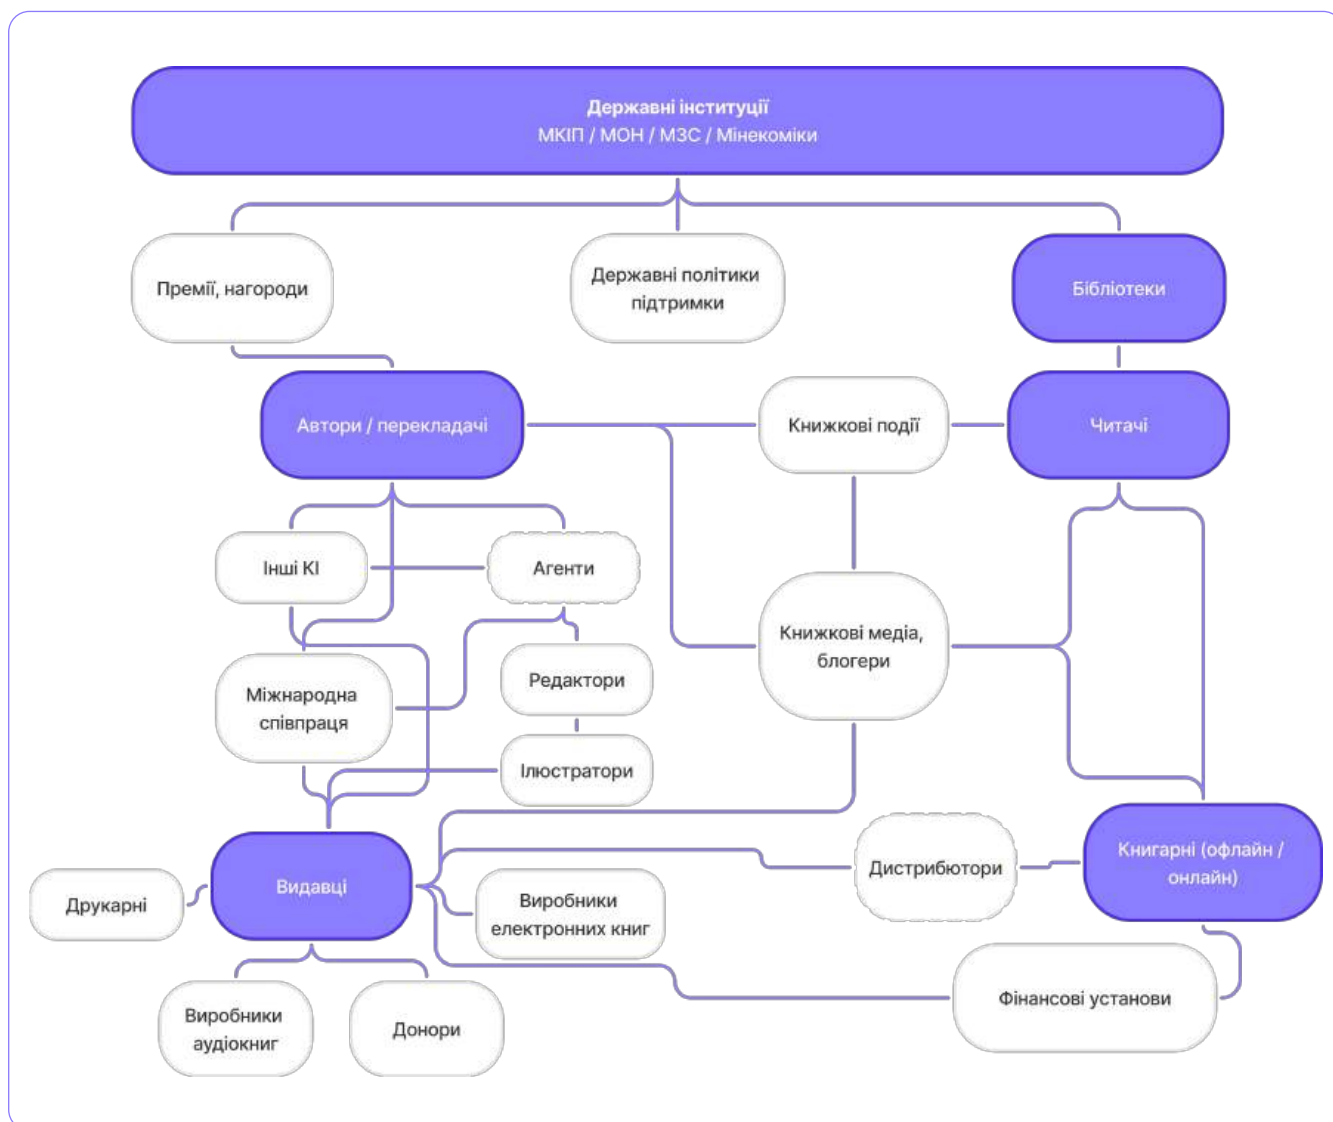 Державні інституції
МКІП / МОН / МЗС / Мінекоміки
Премії, нагороди
Державні політики
підтримки
Бібліотеки
Автори / перекладачі
Книжкові події
Читачі
Інші КІ
Агенти
Книжкові медіа,
блогери
Міжнародна
співпраця
Редактори
Ілюстратори
Видавці
Дистрибютори
Книгарні (офлайн /
онлайн)
Друкарні
Виробники
електронних книг
Фінансові установи
Виробники
аудіокниг
Донори